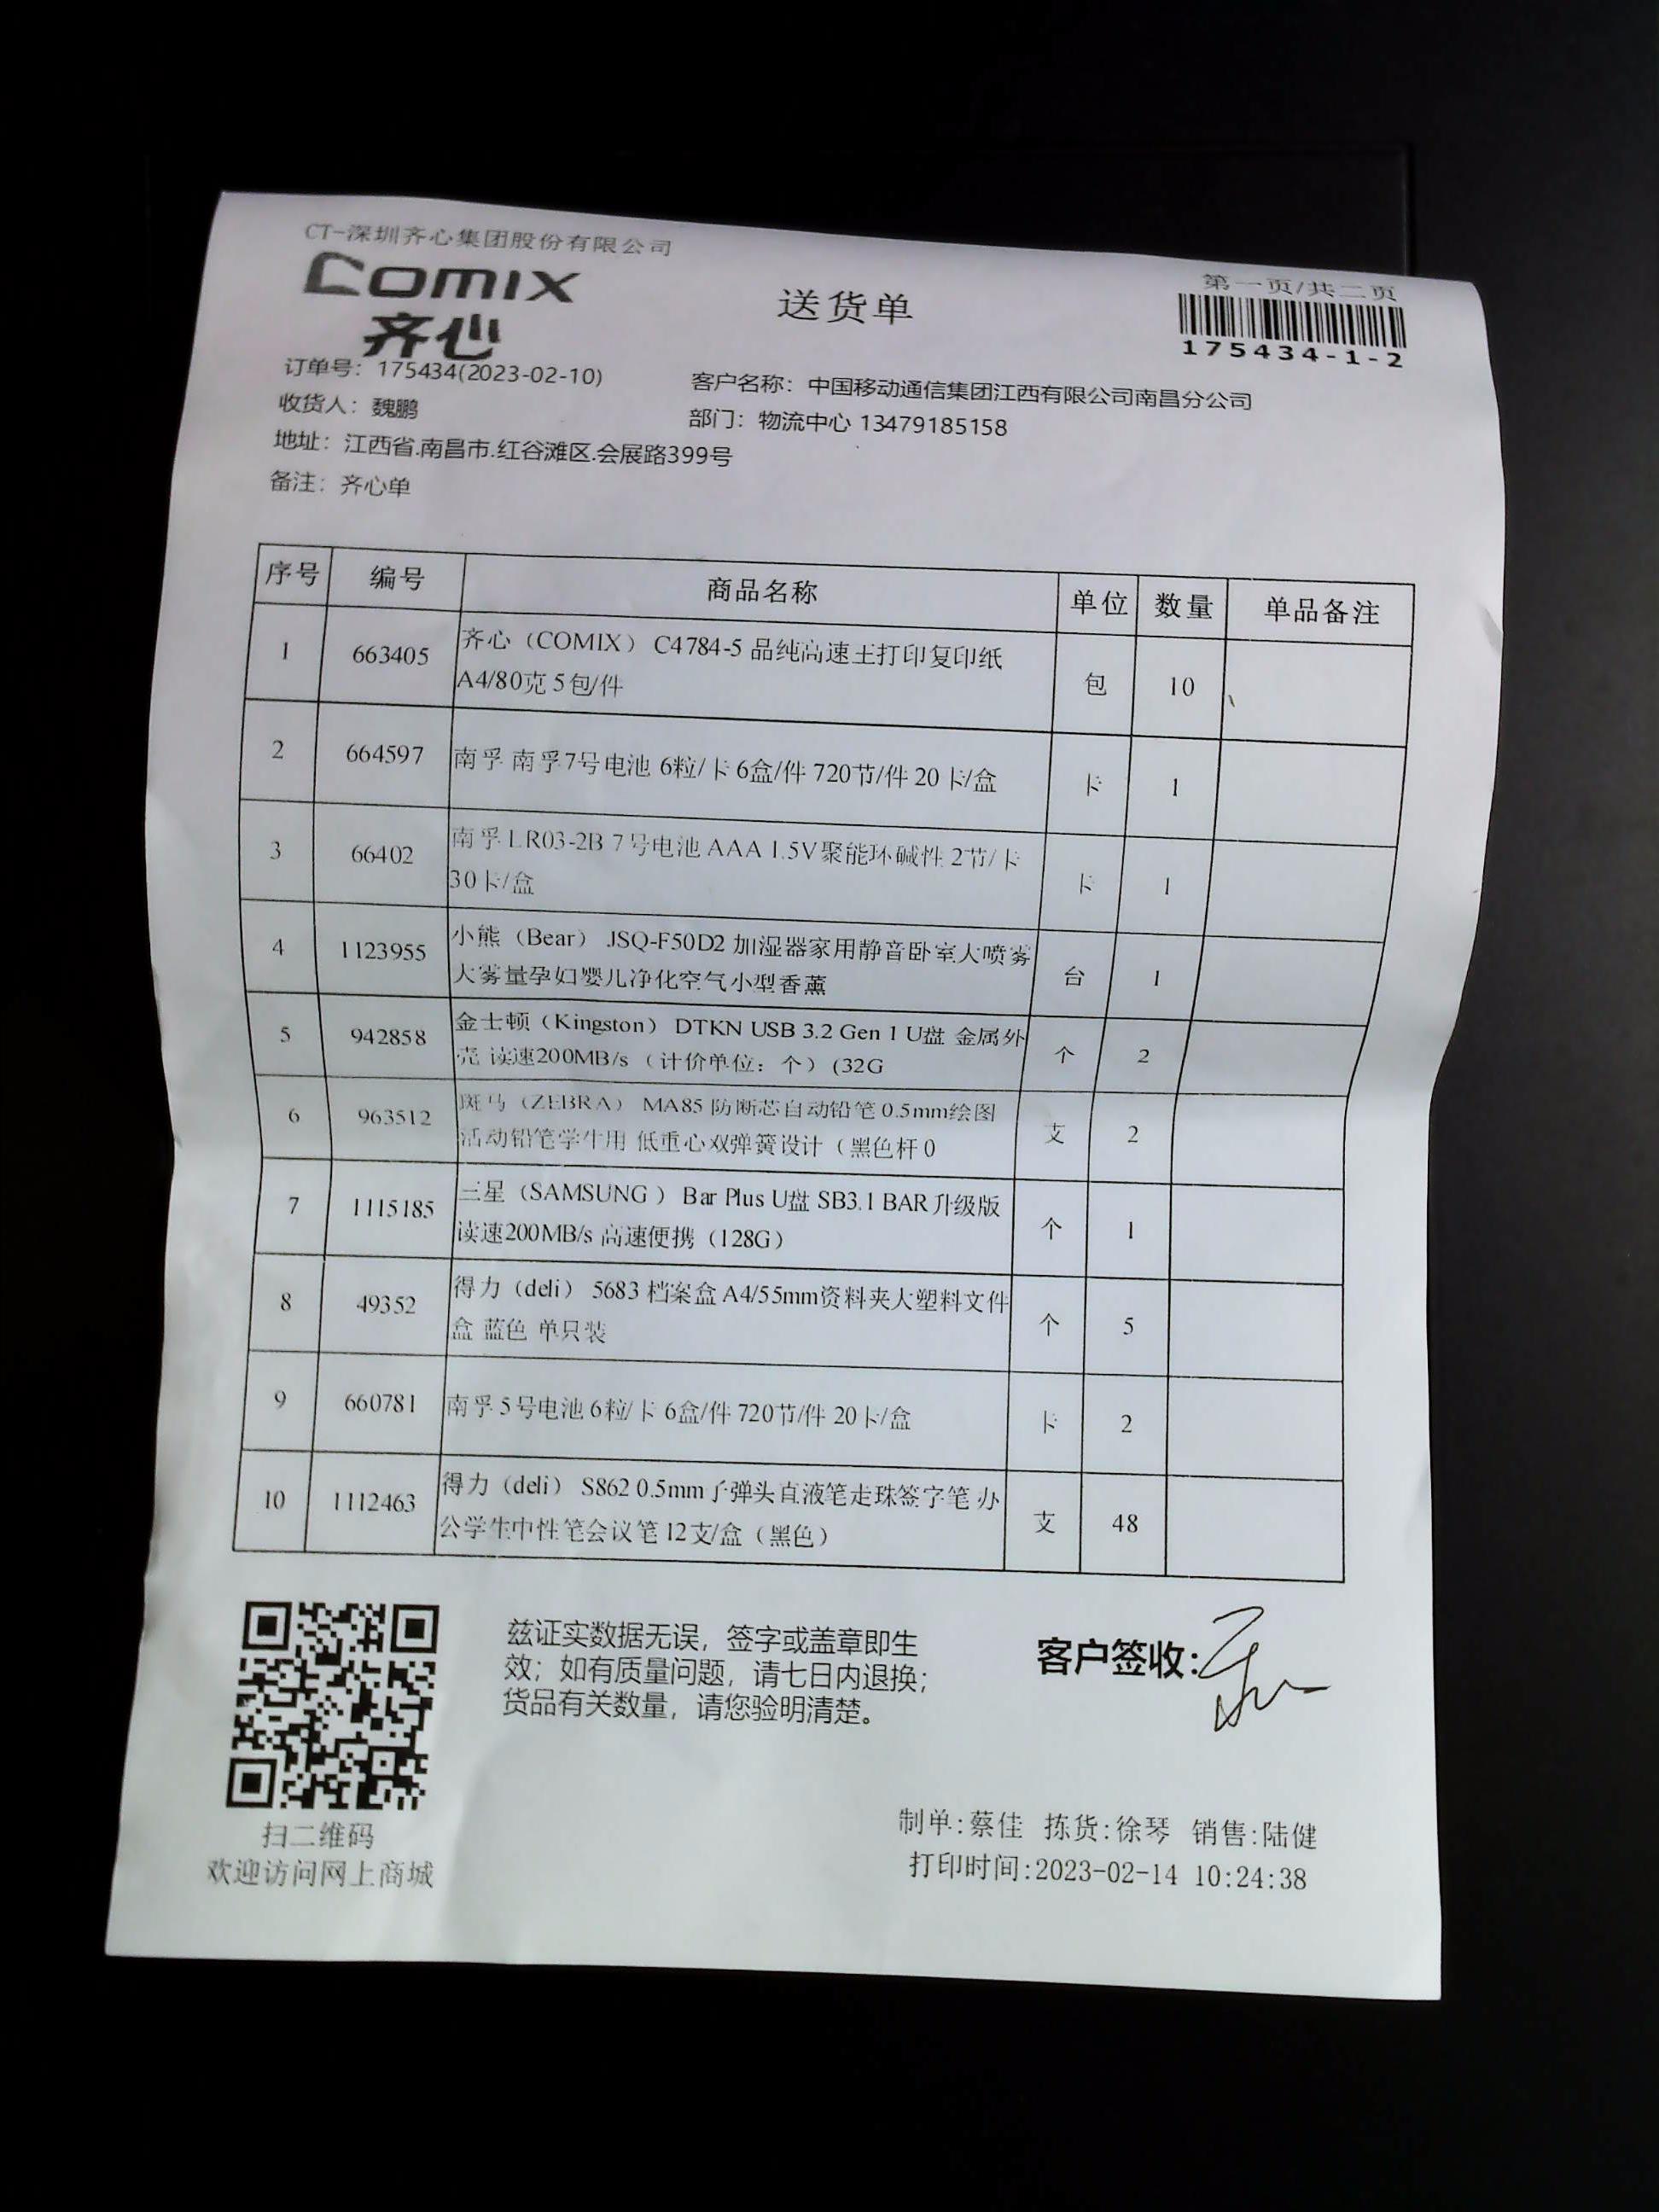 CT-深圳齐心集团股份有限公司
comix
齐心
送货单
第一页/共二页
175434-1-2
订单号：175434(2023-02-10)
客户名称：中国移动通信集团江西有限公司南昌分公司
收货人：魏鹏
部门：物流中心 13479185158
地址：江西省.南昌市.红谷滩区.会展路399号
备注：齐心单
序号 编号 商品名称 单位 数量 单品备注
1 663405 齐心（COMIX） C4784-5 品纯高速王打印复印纸 包 10
A4/80克 5包/件
2 664597 南孚 南孚7号电池 6粒/卡 6盒/件 720节/件 20 卡/盒 卡 1
3 66402 南孚 LR03-2B 7号电池 AAA 1.5V 聚能环碱性 2节/卡 卡 1
30卡/盒
4 1123955 小熊（Bear） JSQ-F50D2 加湿器家用静音卧室大喷雾 台 1
大雾量孕妇婴儿净化空气小型香薰
5 942858 金士顿（Kingston） DTKN USB 3.2 Gen 1 U盘 金属外 个 2
壳 读速200MB/s （计价单位：个） (32G
6 963512 斑马（ZEBRA） MA85 防断芯自动铅笔 0.5mm绘图 支 2
活动铅笔学生用 低重心双弹簧设计（黑色杆 0
7 1115185 三星（SAMSUNG ） Bar Plus U盘 SB3.1 BAR升级版 个 1
读速200MB/s 高速便携（128G）
8 49352 得力（deli） 5683 档案盒 A4/55mm资料夹大塑料文件 个 5
盒 蓝色 单只装
9 660781 南孚 5号电池 6粒/卡 6盒/件 720节/件 20卡/盒 卡 2
10 1112463 得力（deli） S862 0.5mm子弹头直液笔走珠签字笔 办 支 48
公学生中性笔会议笔 12支/盒（黑色）
兹证实数据无误，签字或盖章即生
效；如有质量问题，请七日内退换；
货品有关数量，请您验明清楚。
客户签收：
扫二维码
欢迎访问网上商城
制单:蔡佳 拣货:徐琴 销售:陆健
打印时间:2023-02-14 10:24:38